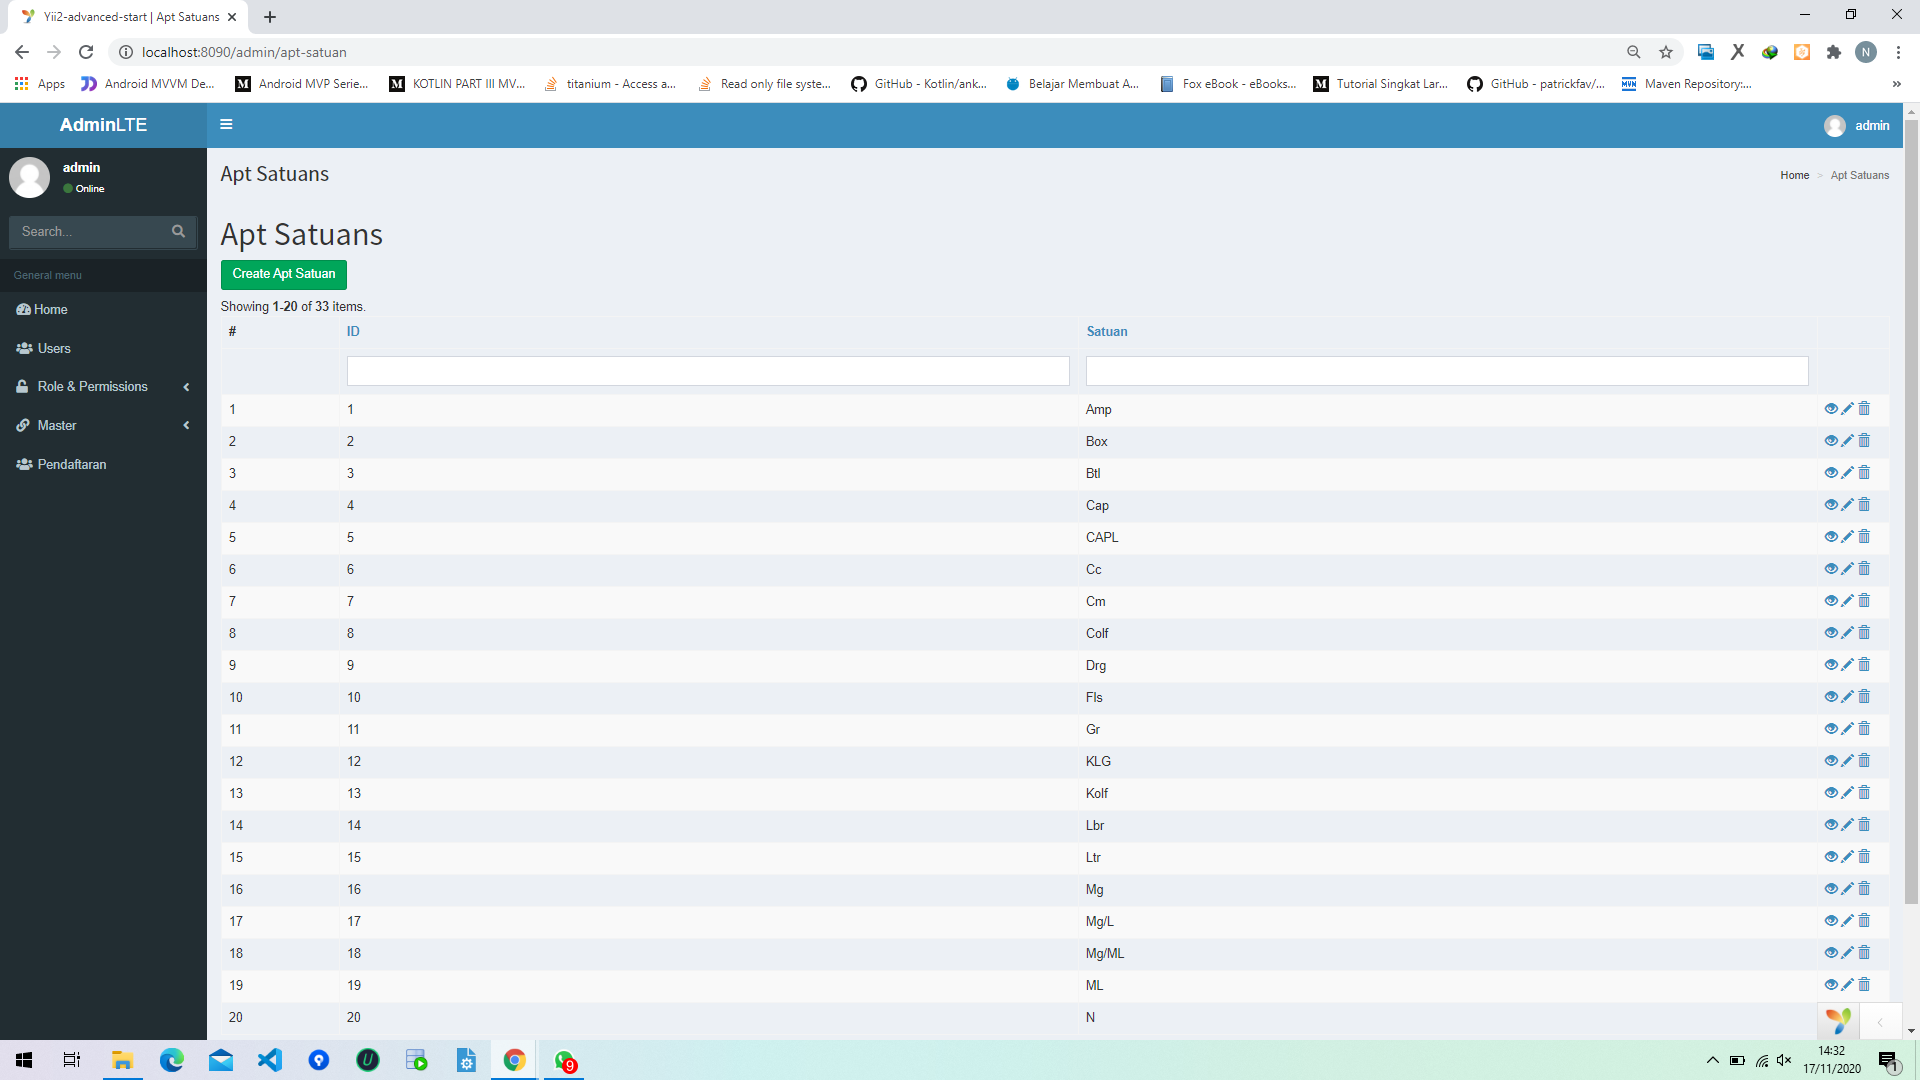 Yii2-advanced-start | Apt Satuans
localhost:8090/admin/apt-satuan
N
Apps
Android MVVM De...
Android MVP Serie...
KOTLIN PART III MV...
titanium - Access a...
Read only file syste...
GitHub - Kotlin/ank...
Belajar Membuat A...
Fox eBook - eBooks...
Tutorial Singkat Lar...
GitHub - patrickfav/...
MVN Maven Repository:...
AdminLTE
admin
admin
Online
Search...
General menu
Home
Users
Role & Permissions
Master
Pendaftaran
Apt Satuans
Home > Apt Satuans
Apt Satuans
Create Apt Satuan
Showing 1-20 of 33 items.
# ID Satuan
1 1 Amp
2 2 Box
3 3 Btl
4 4 Cap
5 5 CAPL
6 6 Cc
7 7 Cm
8 8 Colf
9 9 Drg
10 10 Fls
11 11 Gr
12 12 KLG
13 13 Kolf
14 14 Lbr
15 15 Ltr
16 16 Mg
17 17 Mg/L
18 18 Mg/ML
19 19 ML
20 20 N
9
14:32
17/11/2020
1